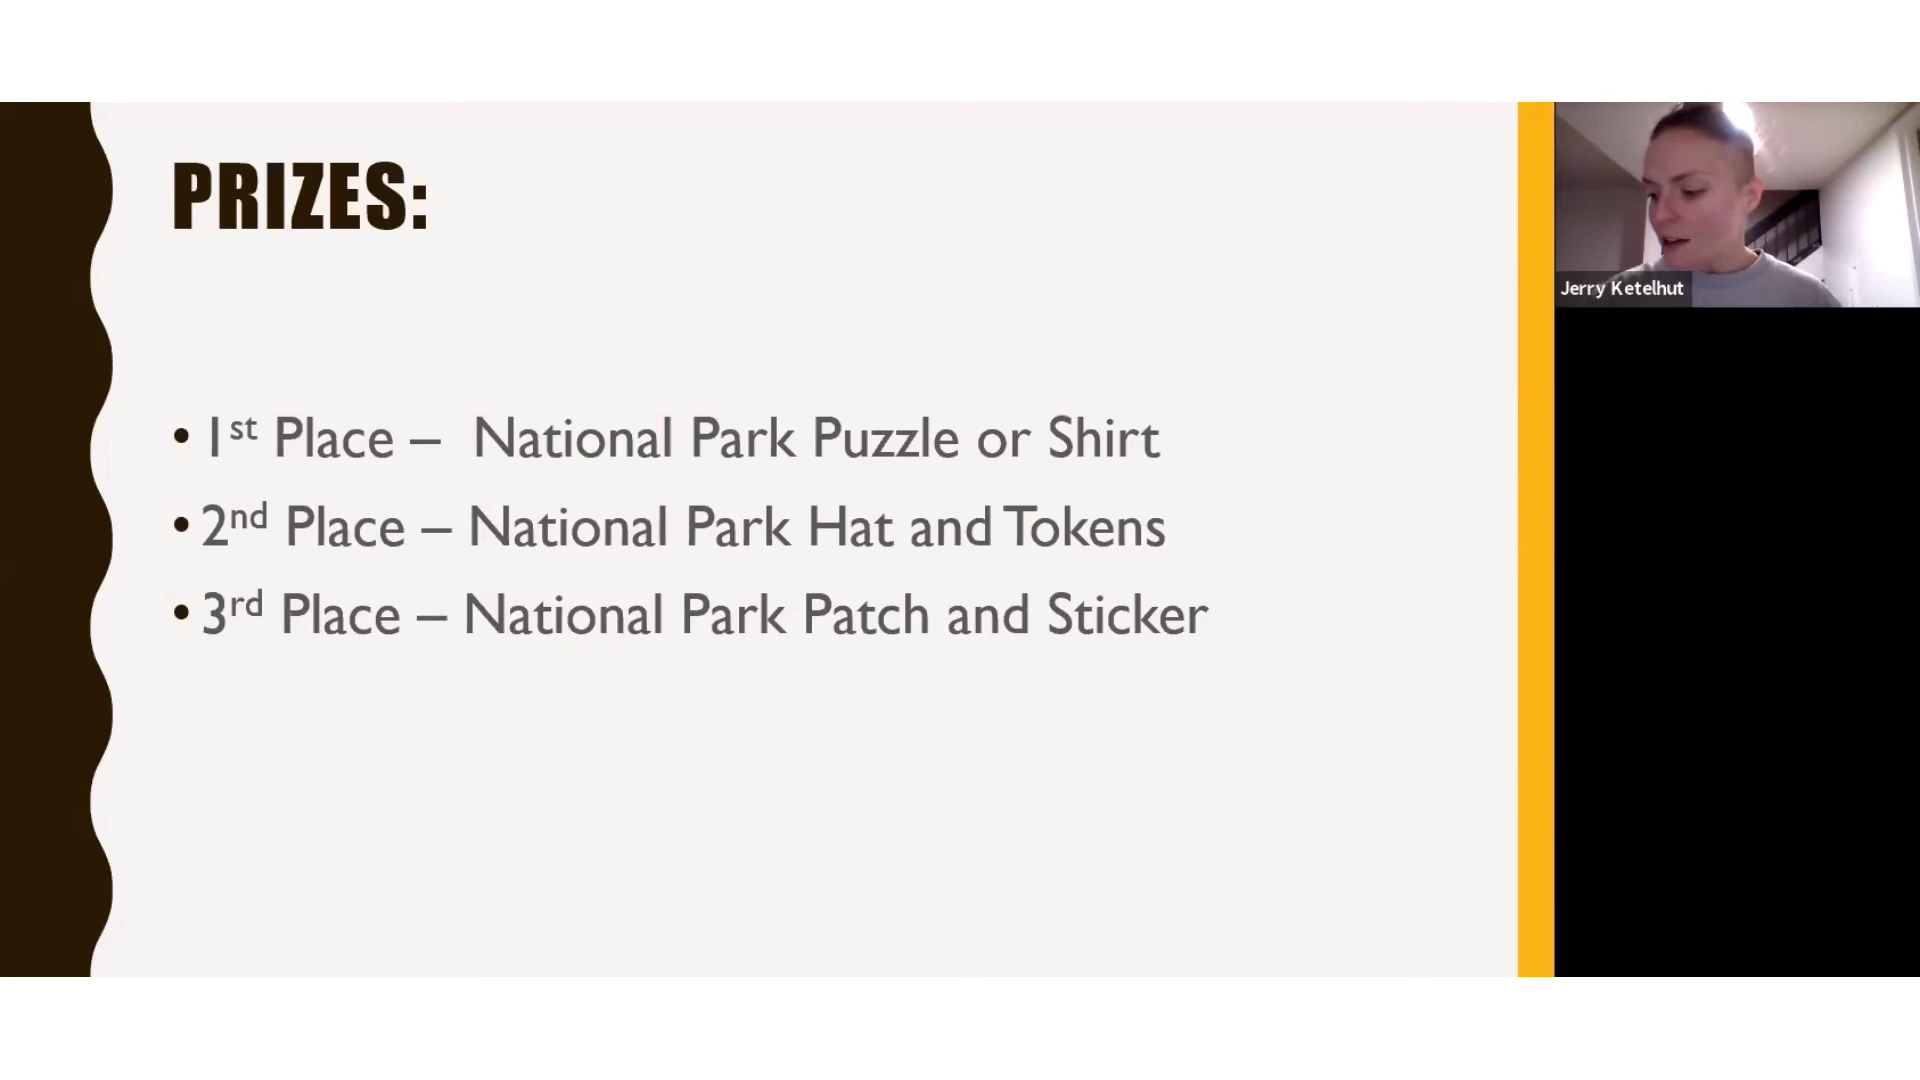 PRIZES:
• 1st Place –  National Park Puzzle or Shirt
• 2nd Place – National Park Hat and Tokens
• 3rd Place – National Park Patch and Sticker
Jerry Ketelhut